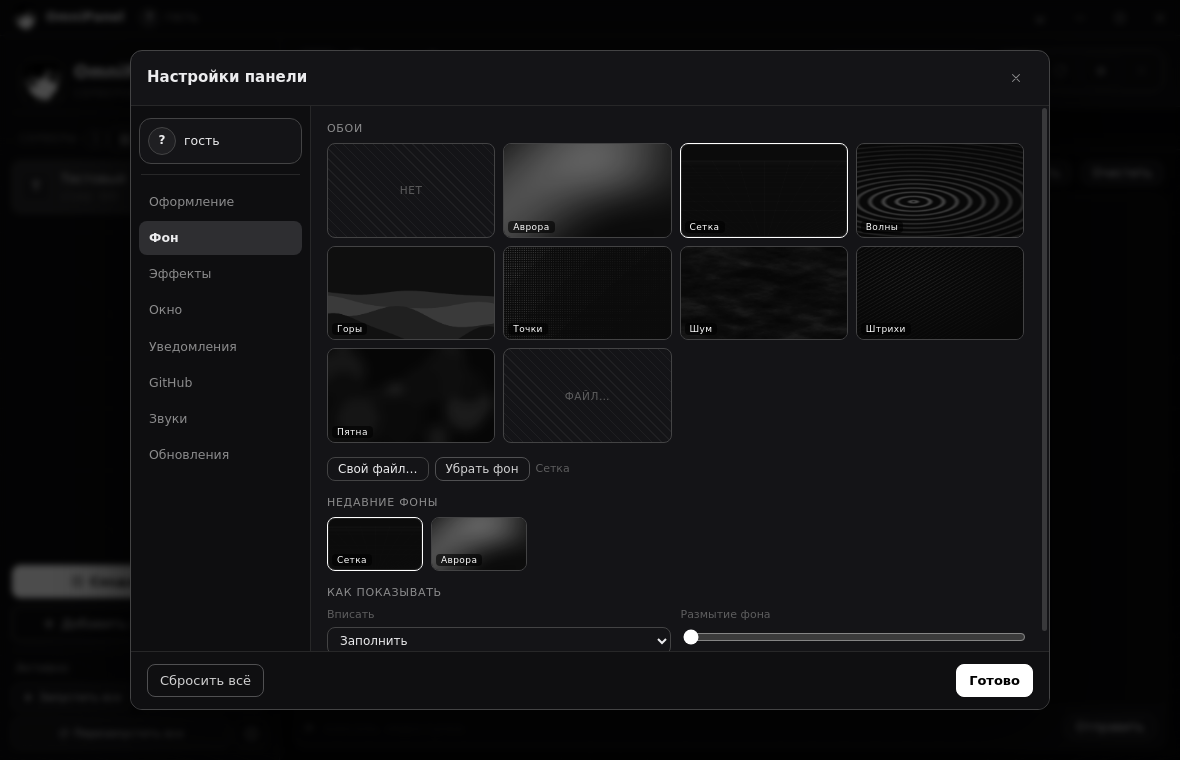 OmniPanel
Настройки панели
?
гость
Оформление
Фон
Эффекты
Окно
Уведомления
GitHub
Звуки
Обновления
ОБОИ
НЕТ
Аврора
Сетка
Волны
Горы
Точки
Шум
Штрихи
Пятна
ФАЙЛ…
Свой файл… Убрать фон Сетка
НЕДАВНИЕ ФОНЫ
Сетка
Аврора
КАК ПОКАЗЫВАТЬ
Вписать
Заполнить
Размытие фона
Сбросить всё
Готово